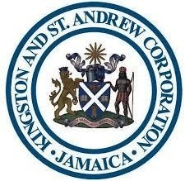 KINGSTON AND ST. ANDREW CORPORATION
• JAMAICA •